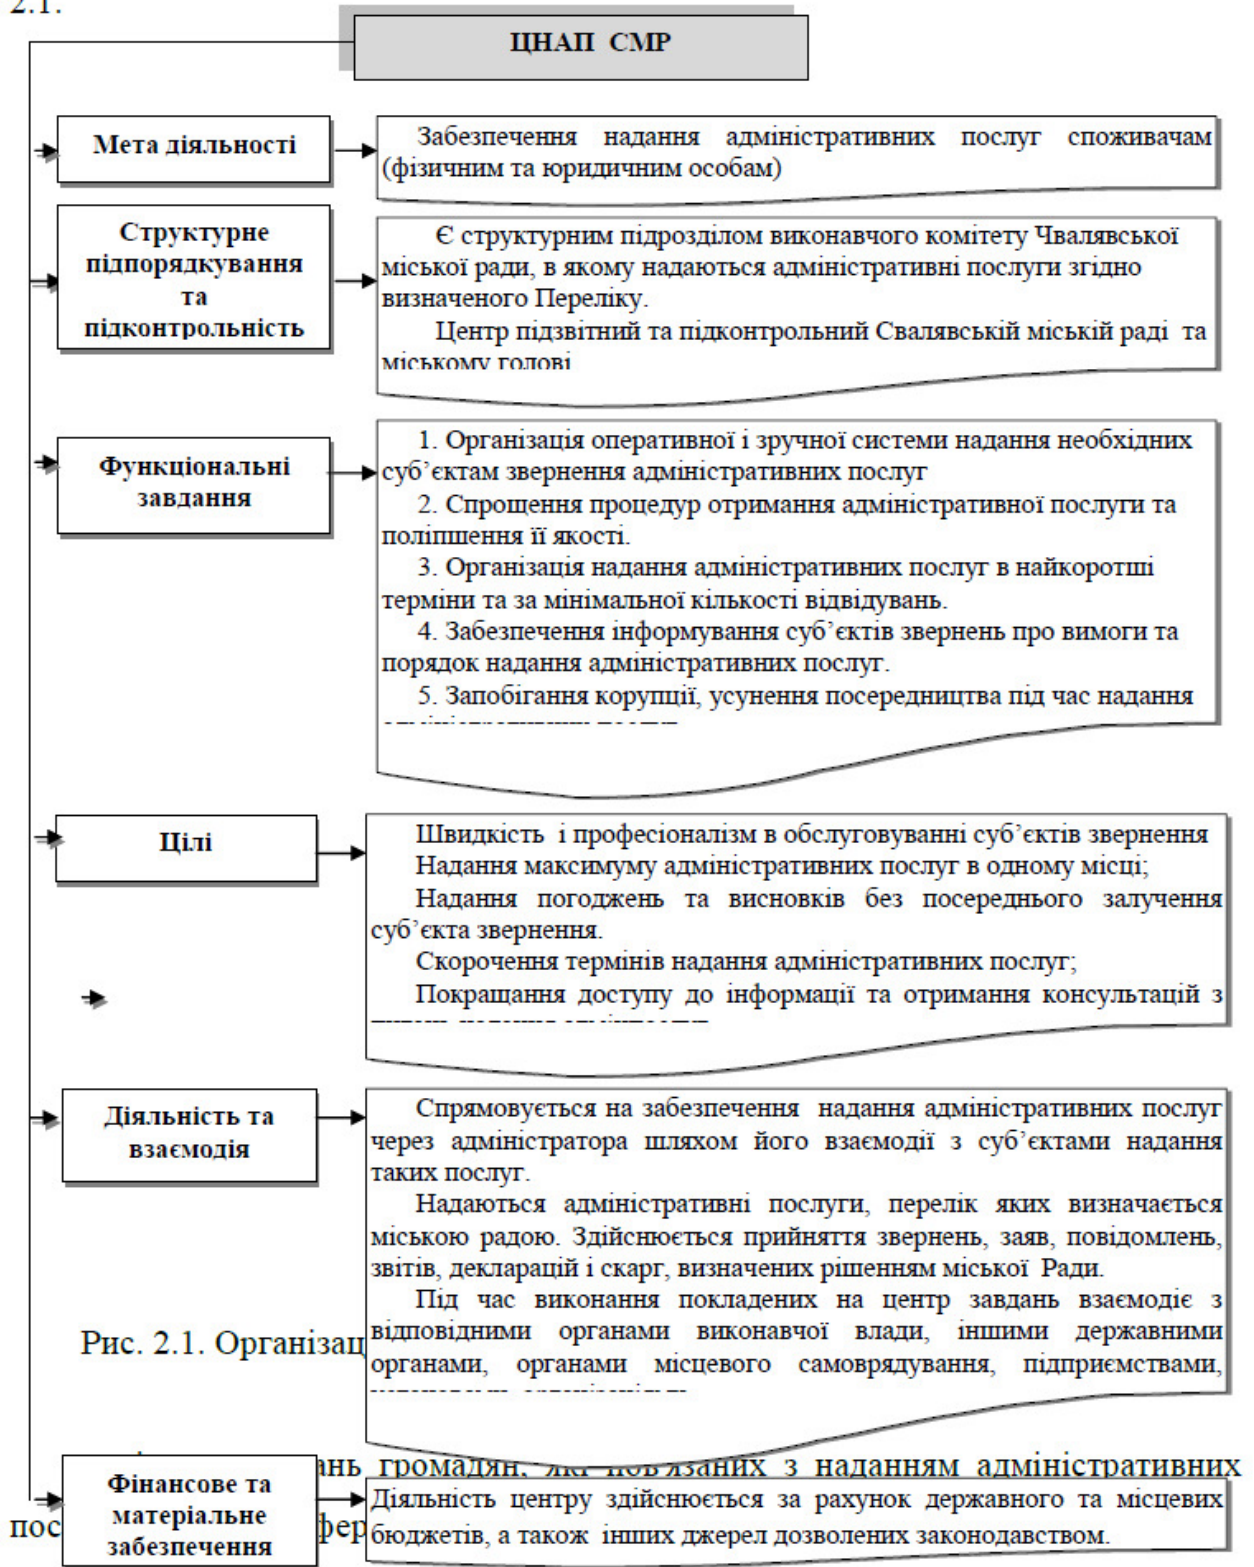 2.1.
ЦНАП СМР
Мета діяльності
Забезпечення надання адміністративних послуг споживачам
(фізичним та юридичним особам)
Структурне
підпорядкування
та
підконтрольність
Є структурним підрозділом виконавчого комітету Чвалявської
міської ради, в якому надаються адміністративні послуги згідно
визначеного Переліку.
Центр підзвітний та підконтрольний Свалявській міській раді та
міському голові
Функціональні
завдання
1. Організація оперативної і зручної системи надання необхідних
суб’єктам звернення адміністративних послуг
2. Спрощення процедур отримання адміністративної послуги та
поліпшення її якості.
3. Організація надання адміністративних послуг в найкоротші
терміни та за мінімальної кількості відвідувань.
4. Забезпечення інформування суб’єктів звернень про вимоги та
порядок надання адміністративних послуг.
5. Запобігання корупції, усунення посередництва під час надання
Цілі
Швидкість і професіоналізм в обслуговуванні суб’єктів звернення
Надання максимуму адміністративних послуг в одному місці;
Надання погоджень та висновків без посереднього залучення
суб’єкта звернення.
Скорочення термінів надання адміністративних послуг;
Покращання доступу до інформації та отримання консультацій з
Діяльність та
взаємодія
Спрямовується на забезпечення надання адміністративних послуг
через адміністратора шляхом його взаємодії з суб’єктами надання
таких послуг.
Надаються адміністративні послуги, перелік яких визначається
міською радою. Здійснюється прийняття звернень, заяв, повідомлень,
звітів, декларацій і скарг, визначених рішенням міської Ради.
Під час виконання покладених на центр завдань взаємодіє з
відповідними органами виконавчої влади, іншими державними
органами, органами місцевого самоврядування, підприємствами,
Рис. 2.1. Організац
ань громадян, які пов'язаних з наданням адміністративних
Фінансове та
матеріальне
забезпечення
Діяльність центру здійснюється за рахунок державного та місцевих
бюджетів, а також інших джерел дозволених законодавством.
пос фер